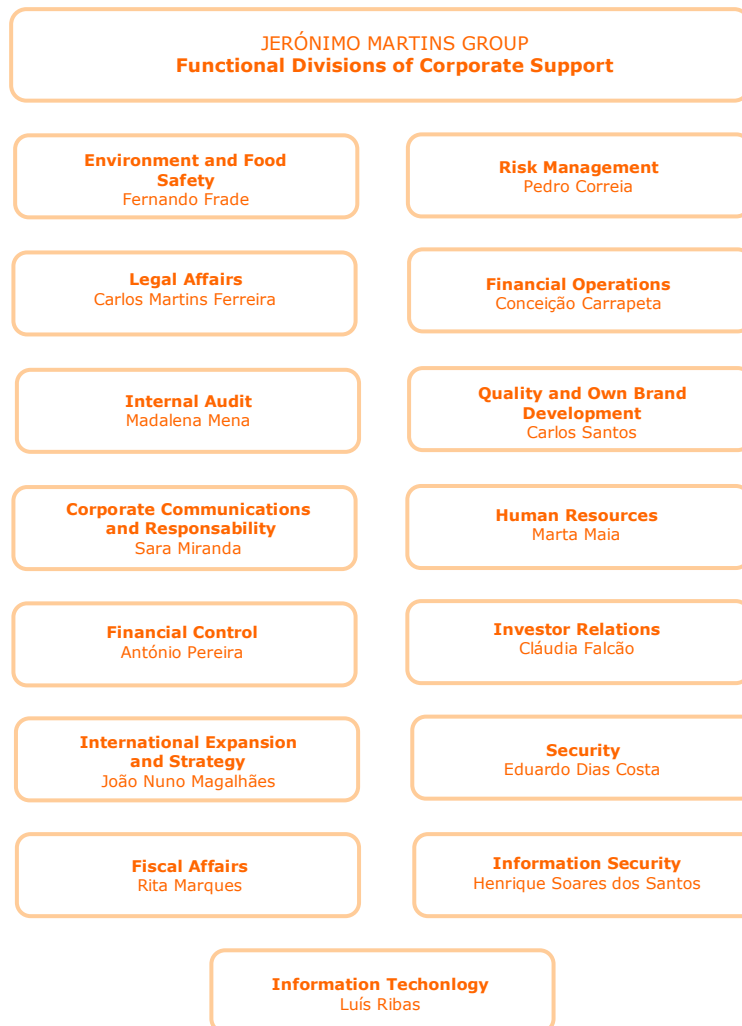 JERÓNIMO MARTINS GROUP
Functional Divisions of Corporate Support
Environment and Food
Safety
Fernando Frade
Risk Management
Pedro Correia
Legal Affairs
Carlos Martins Ferreira
Financial Operations
Conceição Carrapeta
Internal Audit
Madalena Mena
Quality and Own Brand
Development
Carlos Santos
Corporate Communications
and Responsability
Sara Miranda
Human Resources
Marta Maia
Financial Control
António Pereira
Investor Relations
Cláudia Falcão
International Expansion
and Strategy
João Nuno Magalhães
Security
Eduardo Dias Costa
Fiscal Affairs
Rita Marques
Information Security
Henrique Soares dos Santos
Information Techonlogy
Luís Ribas